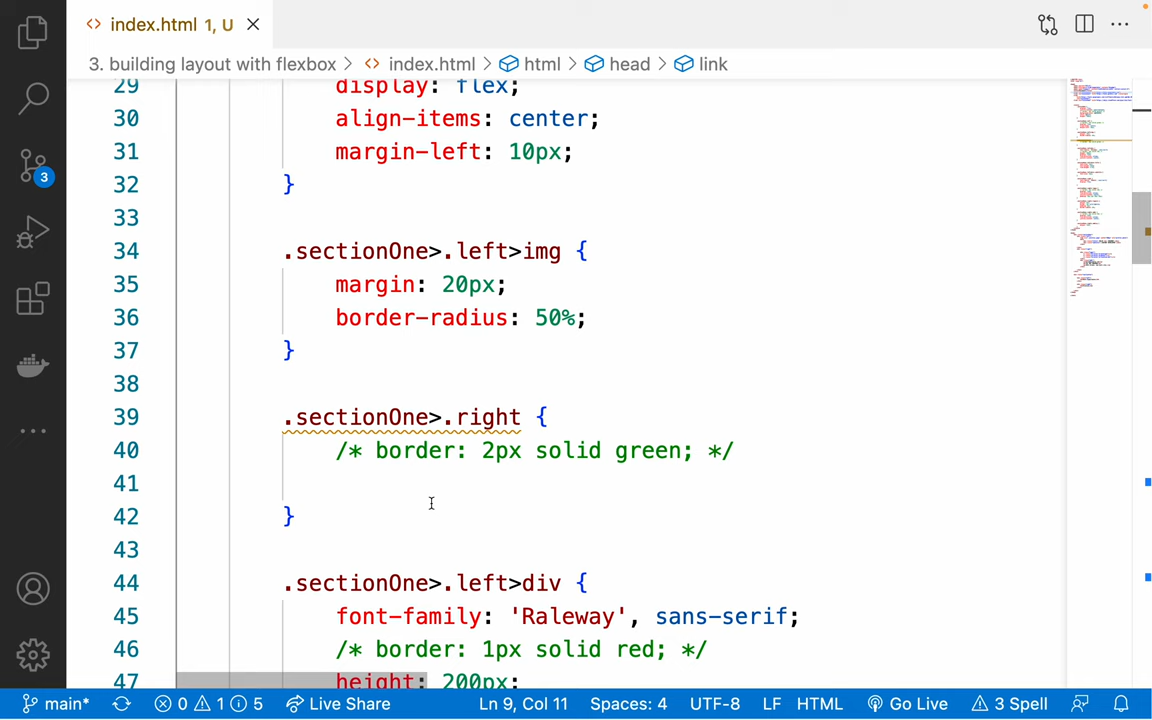 index.html 1, U
3. building layout with flexbox > index.html > html > head > link
29 display: flex;
30 align-items: center;
31 margin-left: 10px;
32 }
33
34 .sectionOne>.left>img {
35 margin: 20px;
36 border-radius: 50%;
37 }
38
39 .sectionOne>.right {
40 /* border: 2px solid green; */
41
42 }
43
44 .sectionOne>.left>div {
45 font-family: 'Raleway', sans-serif;
46 /* border: 1px solid red; */
47 height: 200px;
3
main* 0 1 5 Live Share Ln 9, Col 11 Spaces: 4 UTF-8 LF HTML Go Live 3 Spell